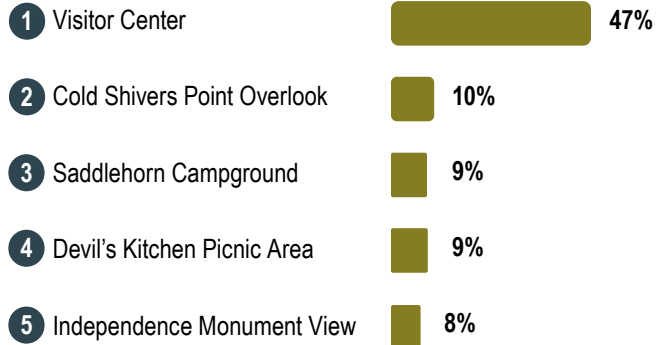 1 Visitor Center 47%
2 Cold Shivers Point Overlook 10%
3 Saddlehorn Campground 9%
4 Devil’s Kitchen Picnic Area 9%
5 Independence Monument View 8%